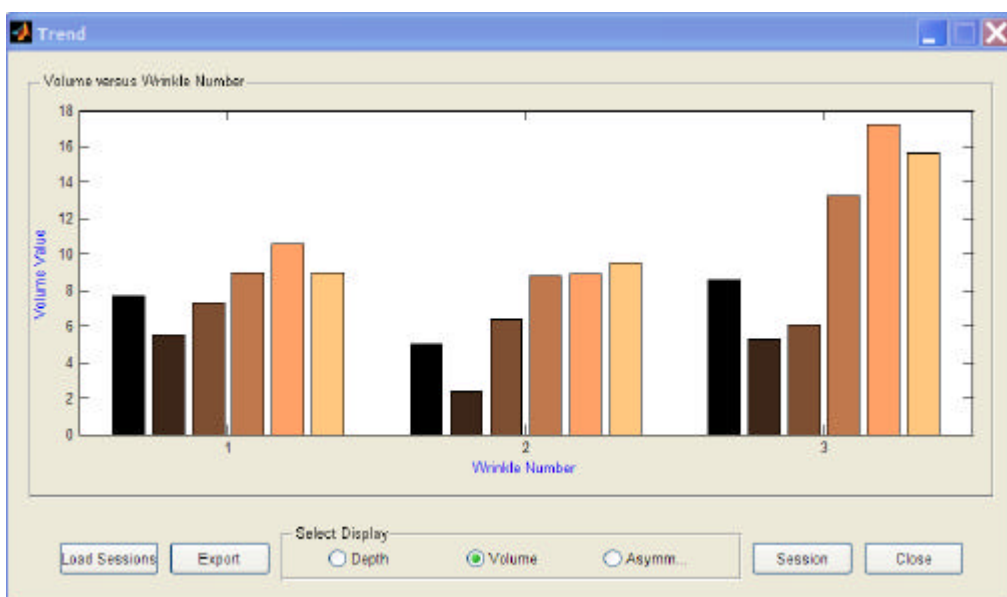 Trend
Volume versus Wrinkle Number
18
16
14
12
10
8
6
4
2
0
Volume Value
1 2 3
Wrinkle Number
Select Display
Load Sessions Export Depth Volume Asymm... Session Close